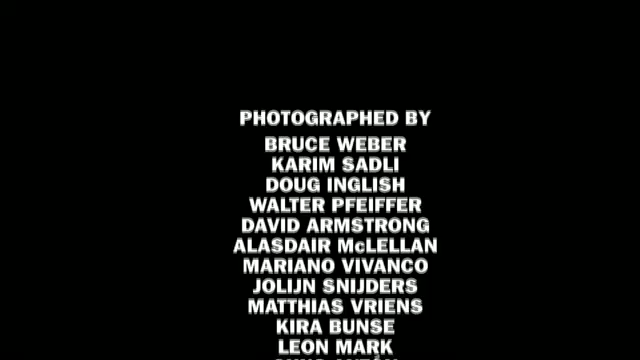 PHOTOGRAPHED BY
BRUCE WEBER
KARIM SADLI
DOUG INGLISH
WALTER PFEIFFER
DAVID ARMSTRONG
ALASDAIR McLELLAN
MARIANO VIVANCO
JOLIJN SNIJDERS
MATTHIAS VRIENS
KIRA BUNSE
LEON MARK